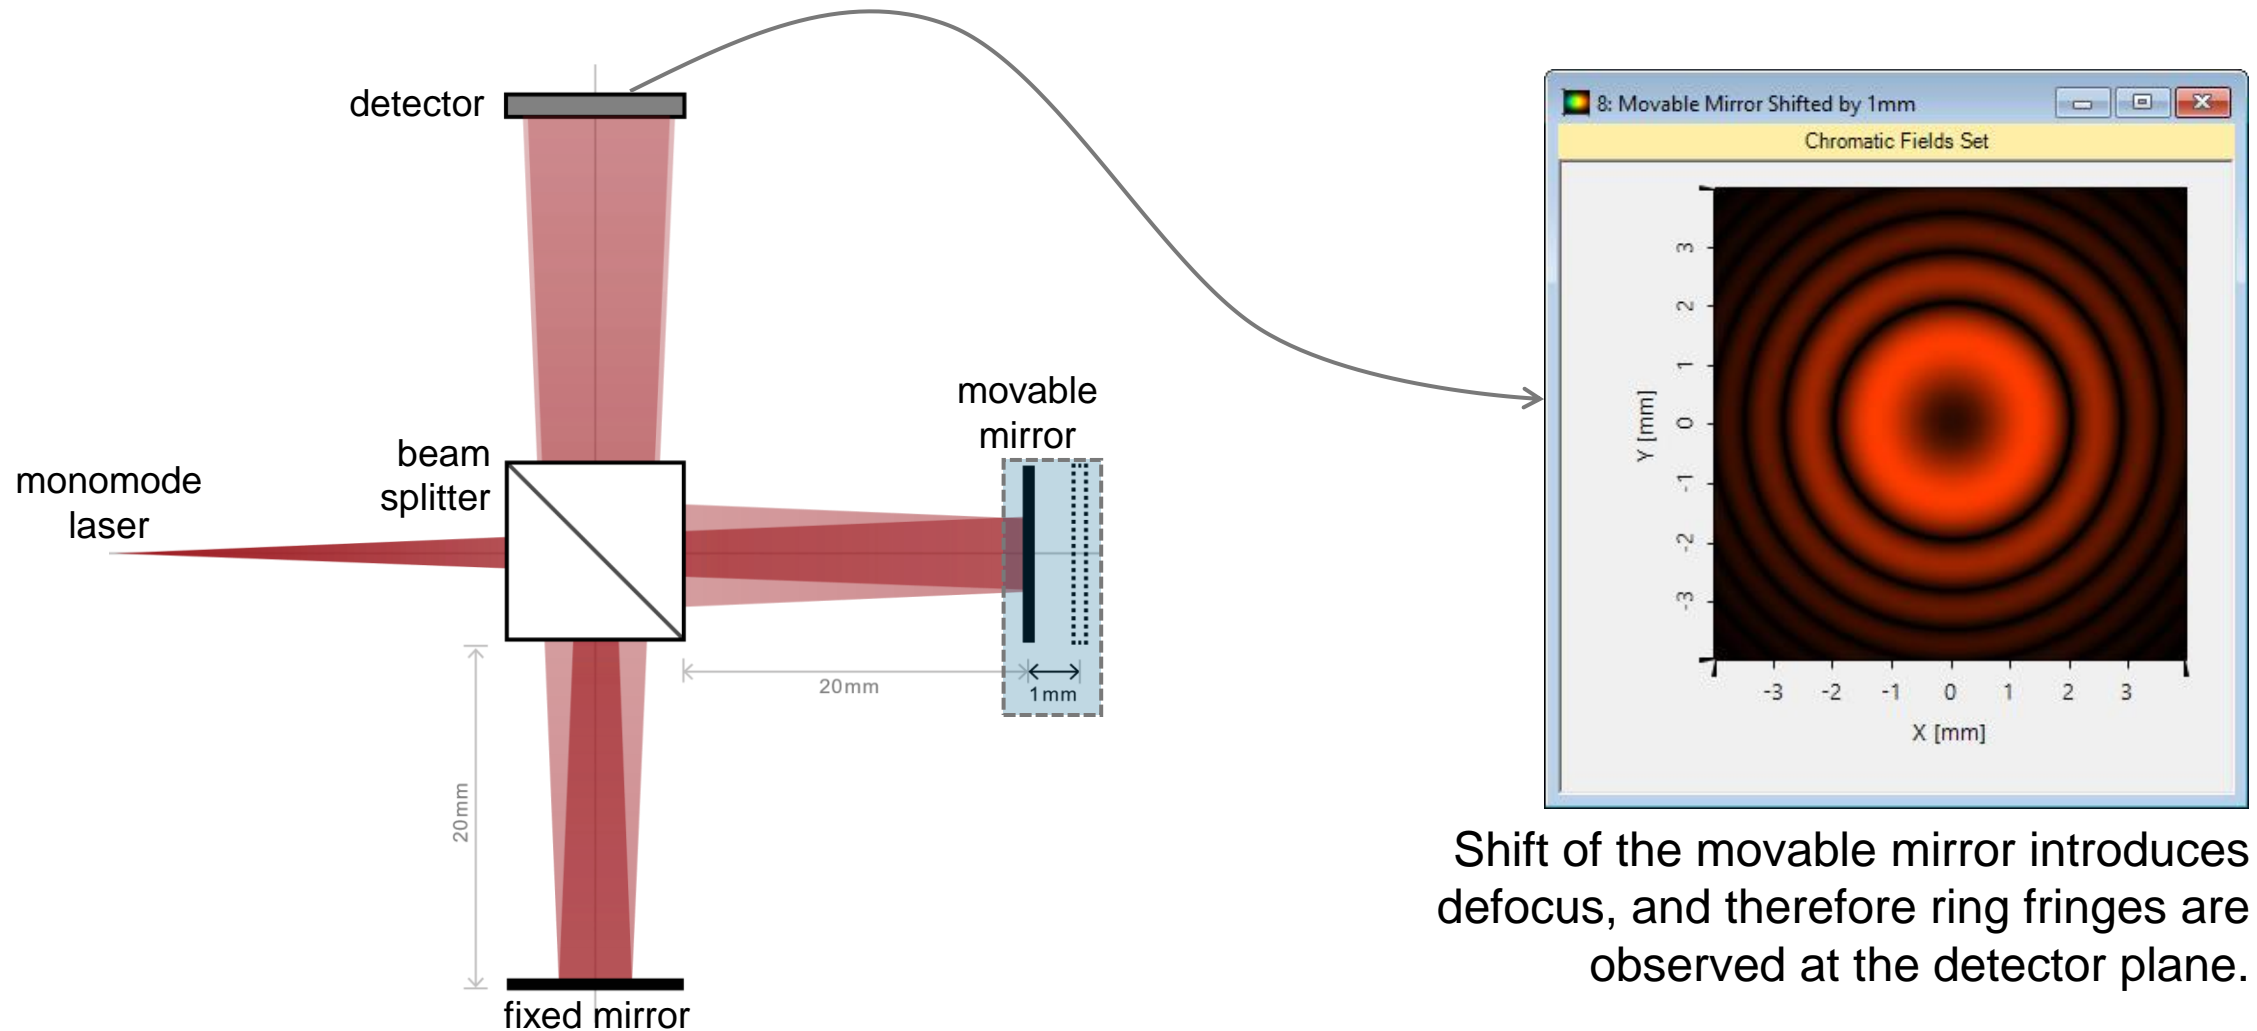 detector
beam
splitter
monomode
laser
movable
mirror
20mm
1mm
20mm
fixed mirror
8: Movable Mirror Shifted by 1mm
Chromatic Fields Set
Y [mm]
3
2
1
0
-1
-2
-3
-3 -2 -1 0 1 2 3
X [mm]
Shift of the movable mirror introduces
defocus, and therefore ring fringes are
observed at the detector plane.